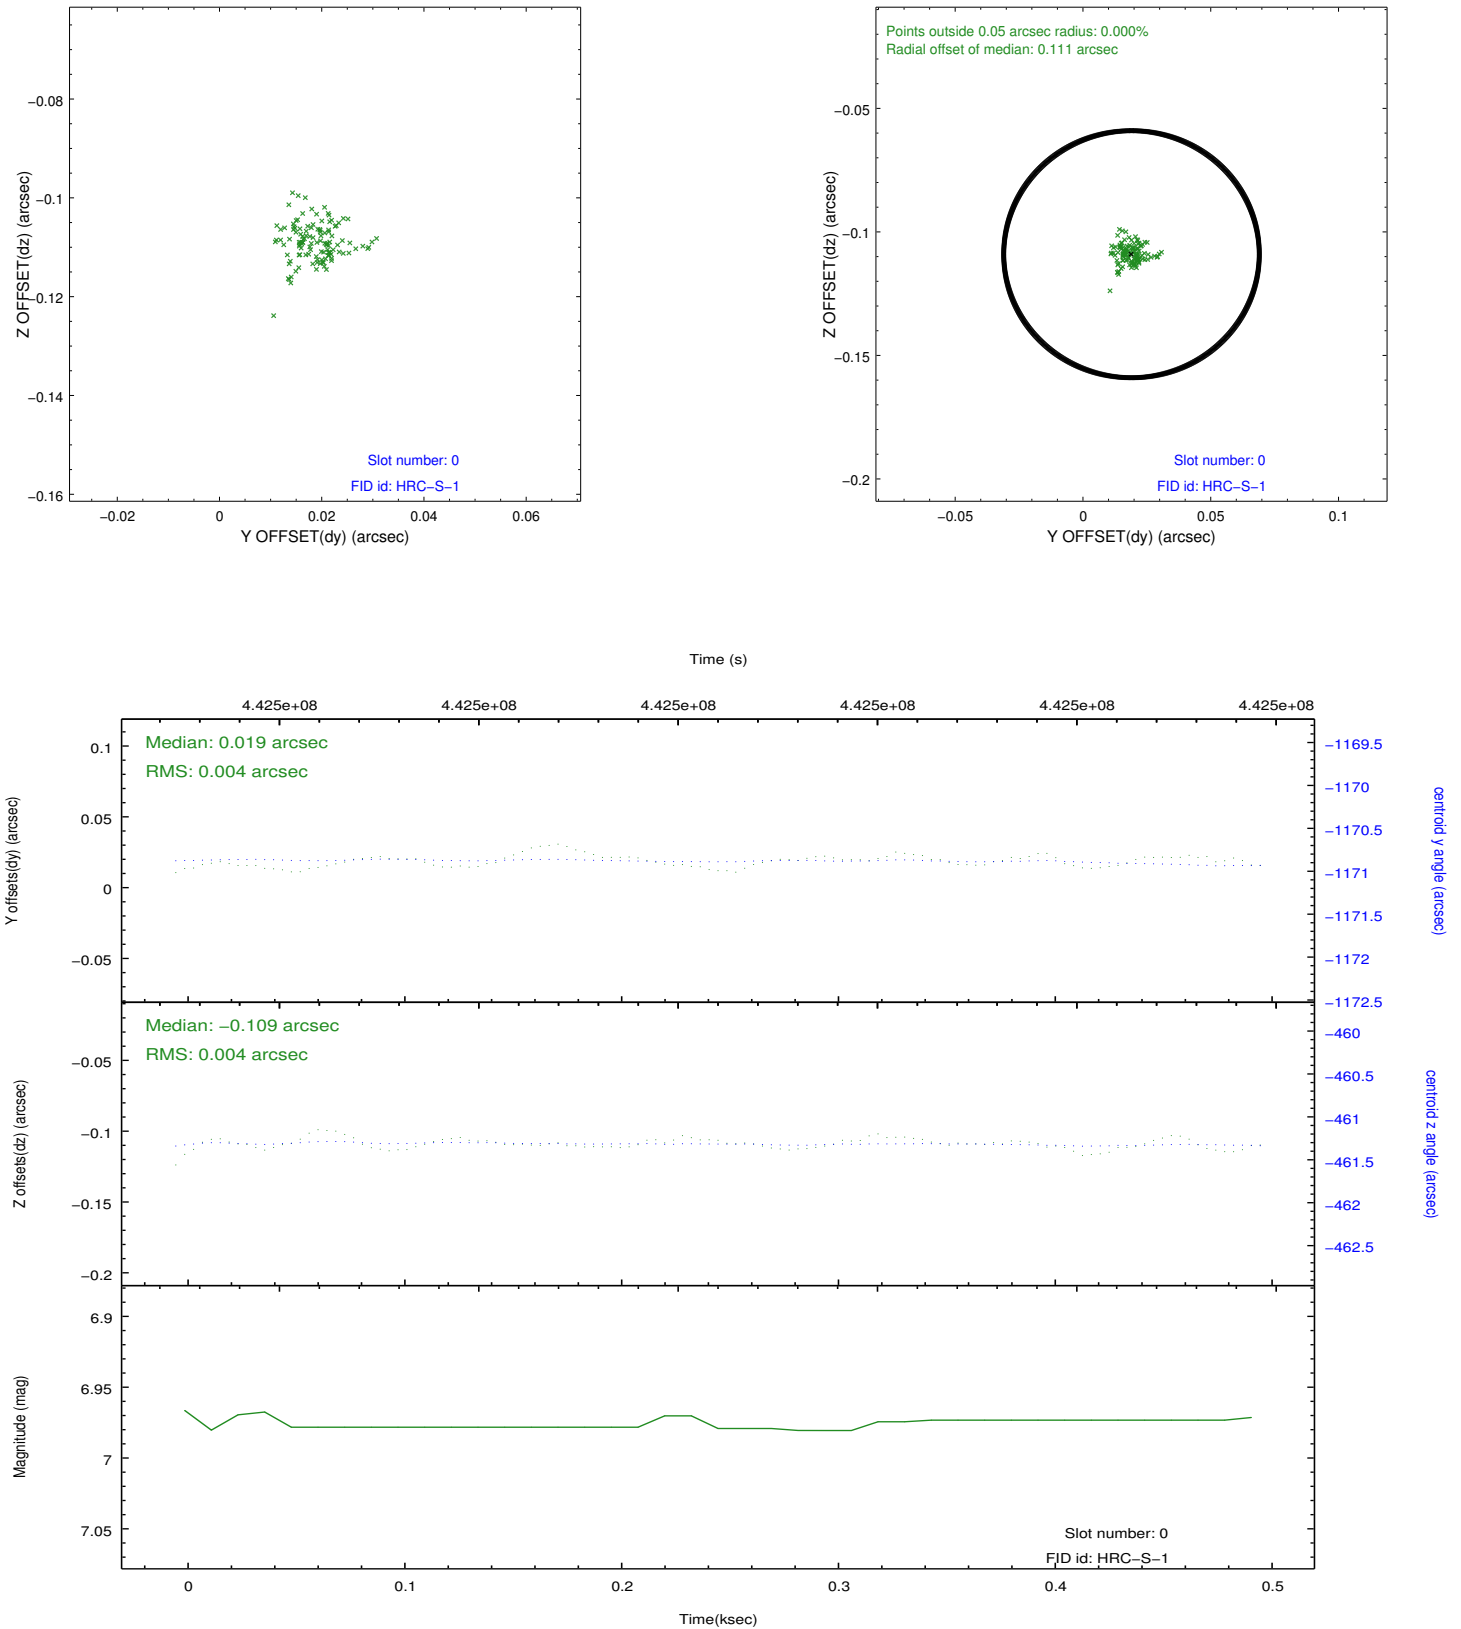 −0.08
−0.1
−0.12
−0.14
−0.16
Z OFFSET(dz) (arcsec)
Slot number: 0
FID id: HRC−S−1
−0.02 0 0.02 0.04 0.06
Y OFFSET(dy) (arcsec)
Points outside 0.05 arcsec radius: 0.000%
Radial offset of median: 0.111 arcsec
−0.05
−0.1
−0.15
−0.2
Z OFFSET(dz) (arcsec)
Slot number: 0
FID id: HRC−S−1
−0.05 0 0.05 0.1
Y OFFSET(dy) (arcsec)
Time (s)
4.425e+08 4.425e+08 4.425e+08 4.425e+08 4.425e+08 4.425e+08
Median: 0.019 arcsec
RMS: 0.004 arcsec
0.1
0.05
0
−0.05
Y offsets(dy) (arcsec)
−1169.5
−1170
−1170.5
−1171
−1171.5
−1172
−1172.5
centroid y angle (arcsec)
Median: −0.109 arcsec
RMS: 0.004 arcsec
−0.05
−0.1
−0.15
−0.2
Z offsets(dz) (arcsec)
−460
−460.5
−461
−461.5
−462
−462.5
centroid z angle (arcsec)
6.9
6.95
7
7.05
Magnitude (mag)
Slot number: 0
FID id: HRC−S−1
0 0.1 0.2 0.3 0.4 0.5
Time(ksec)